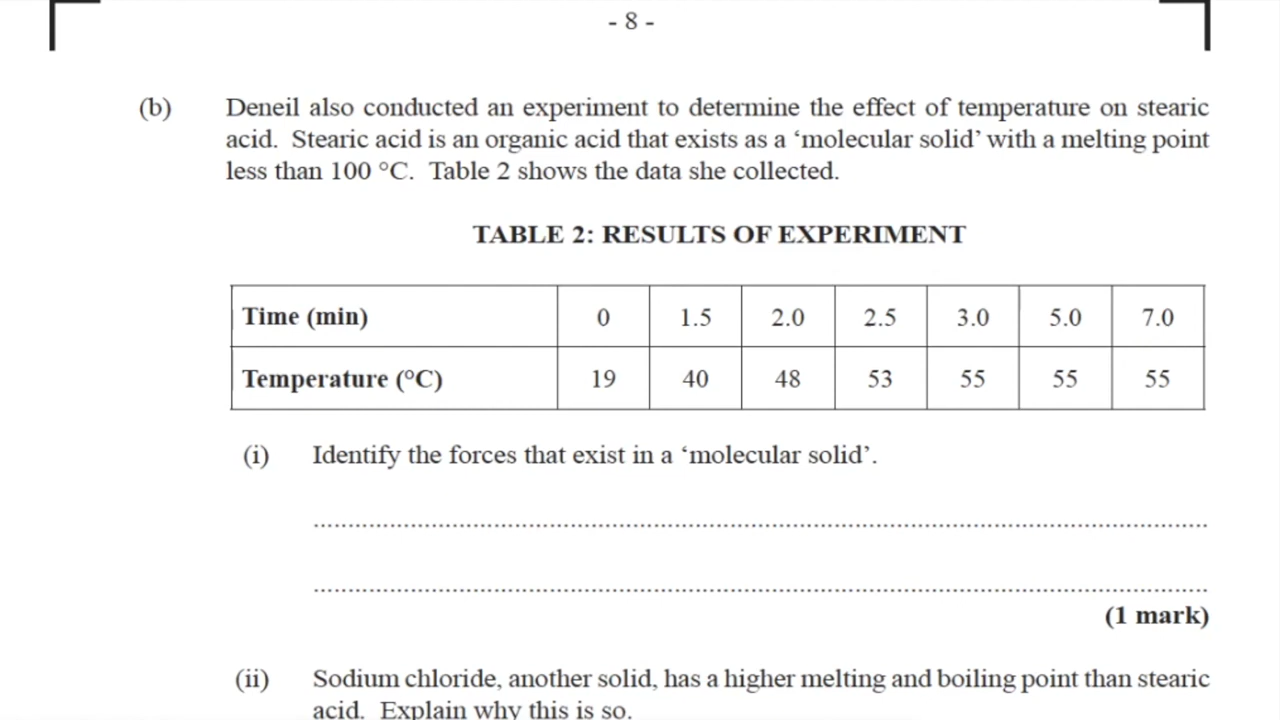 - 8 -
(b) Deneil also conducted an experiment to determine the effect of temperature on stearic
acid. Stearic acid is an organic acid that exists as a ‘molecular solid’ with a melting point
less than 100 °C. Table 2 shows the data she collected.
TABLE 2: RESULTS OF EXPERIMENT
Time (min) 0 1.5 2.0 2.5 3.0 5.0 7.0
Temperature (°C) 19 40 48 53 55 55 55
(i) Identify the forces that exist in a ‘molecular solid’.
(1 mark)
(ii) Sodium chloride, another solid, has a higher melting and boiling point than stearic
acid. Explain why this is so.